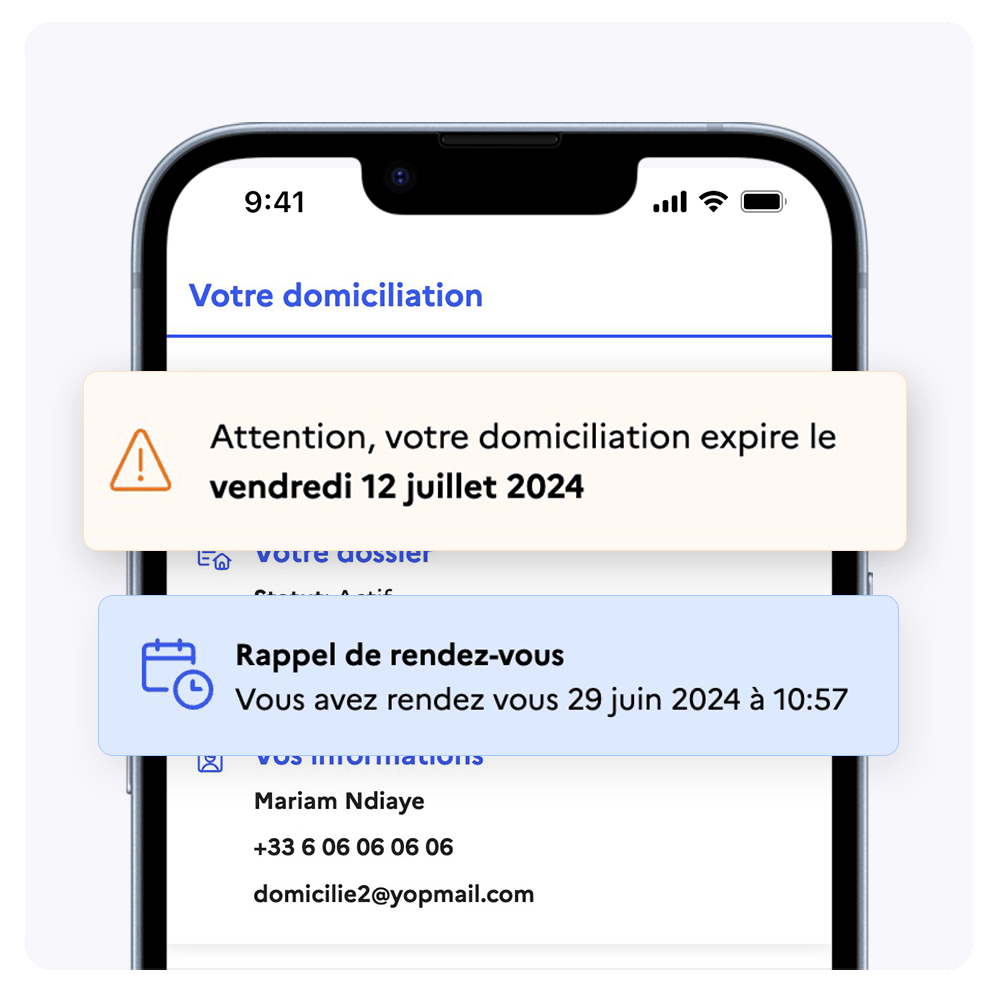 9:41
Votre domiciliation
Attention, votre domiciliation expire le
vendredi 12 juillet 2024
Votre dossier
Statut: Actif
Rappel de rendez-vous
Vous avez rendez vous 29 juin 2024 à 10:57
Vos informations
Mariam Ndiaye
+33 6 06 06 06 06
domicilie2@yopmail.com